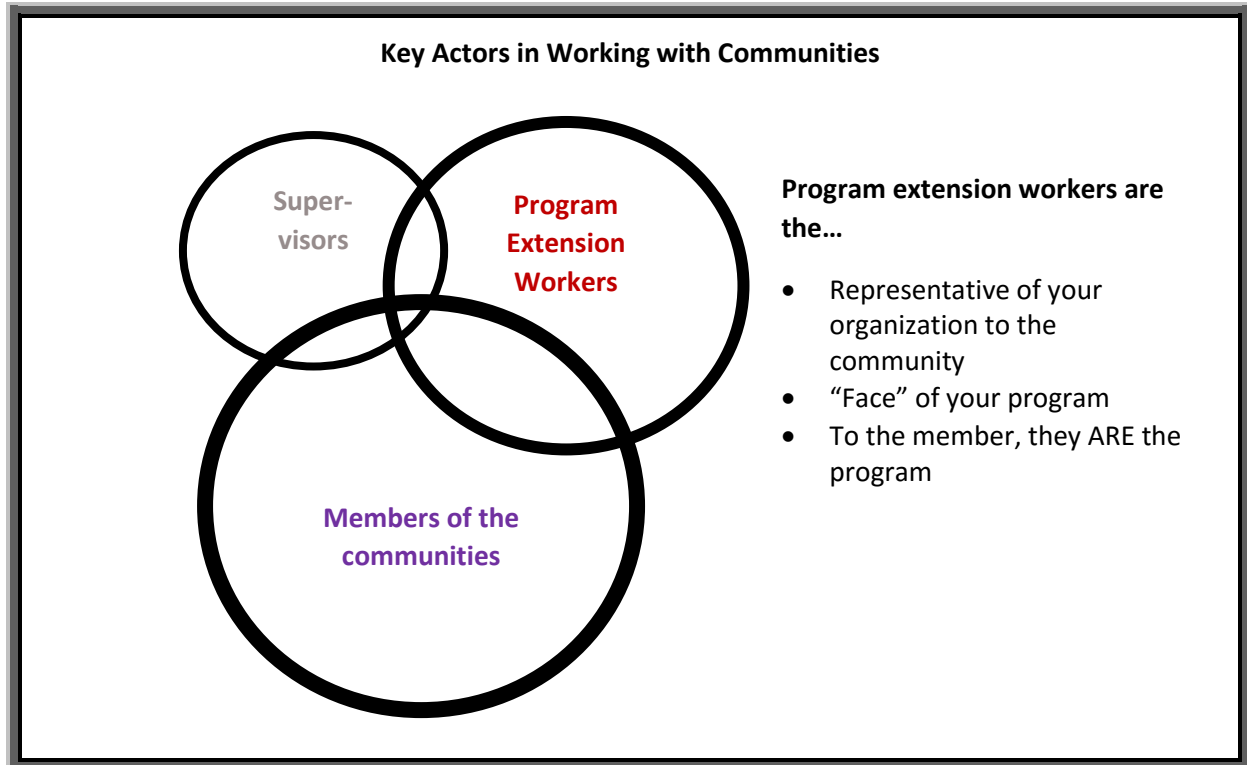 Key Actors in Working with Communities
Super-
visors
Program
Extension
Workers
Members of the
communities
Program extension workers are
the…
• Representative of your
organization to the
community
• “Face” of your program
• To the member, they ARE the
program